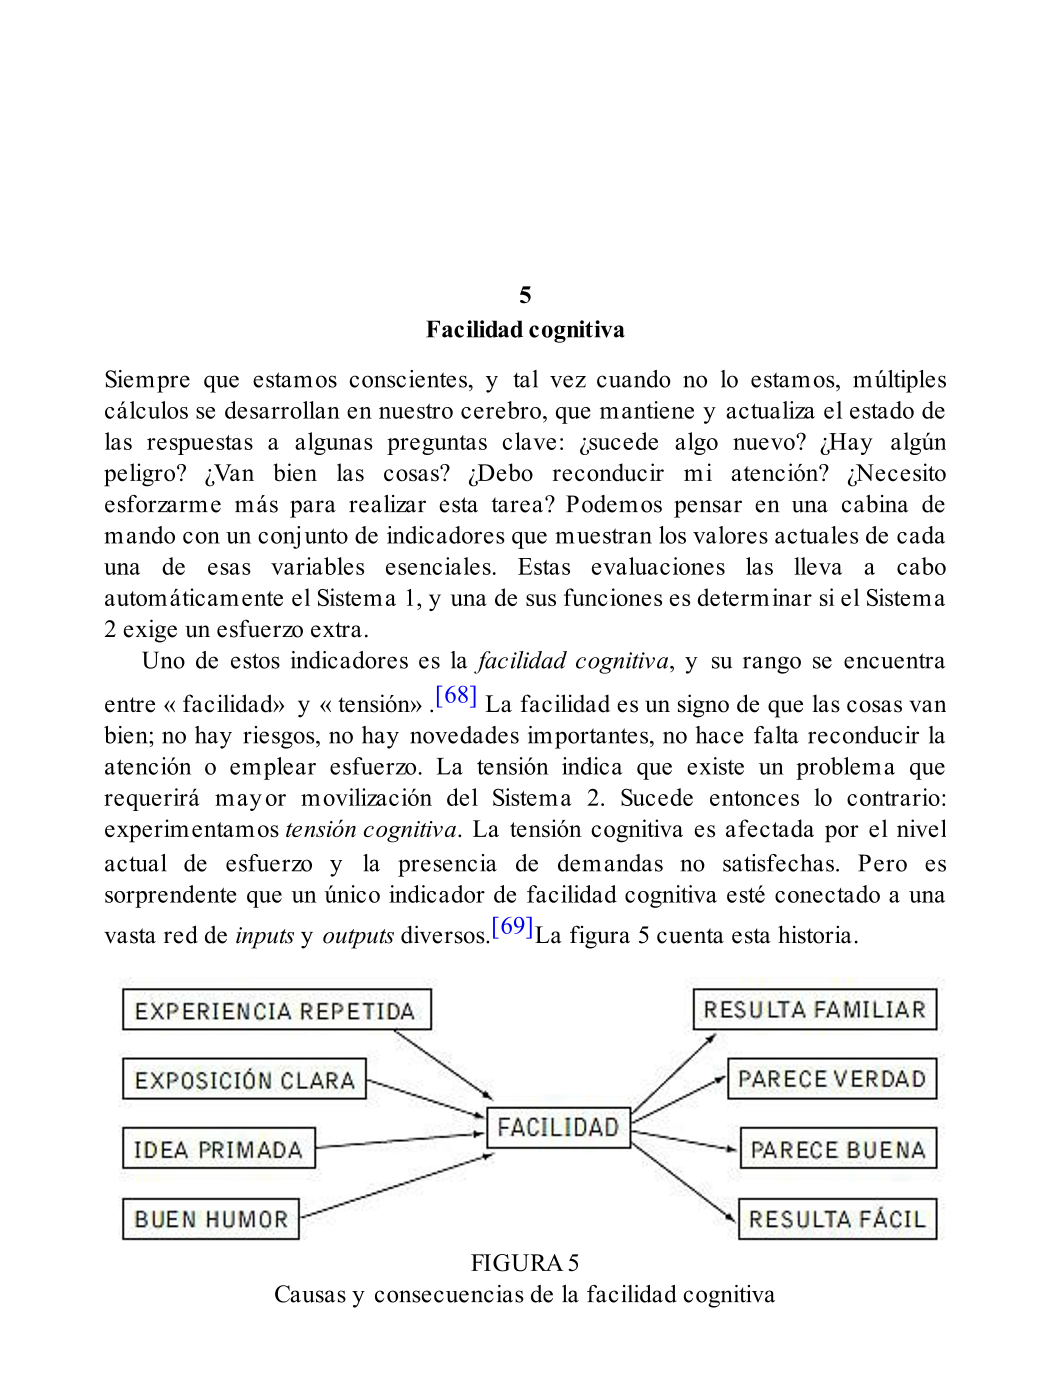 5
Facilidad cognitiva
Siempre que estamos conscientes, y tal vez cuando no lo estamos, múltiples
cálculos se desarrollan en nuestro cerebro, que mantiene y actualiza el estado de
las respuestas a algunas preguntas clave: ¿sucede algo nuevo? ¿Hay algún
peligro? ¿Van bien las cosas? ¿Debo reconducir mi atención? ¿Necesito
esforzarme más para realizar esta tarea? Podemos pensar en una cabina de
mando con un conjunto de indicadores que muestran los valores actuales de cada
una de esas variables esenciales. Estas evaluaciones las lleva a cabo
automáticamente el Sistema 1, y una de sus funciones es determinar si el Sistema
2 exige un esfuerzo extra.
Uno de estos indicadores es la facilidad cognitiva, y su rango se encuentra
entre « facilidad» y « tensión» .[68] La facilidad es un signo de que las cosas van
bien; no hay riesgos, no hay novedades importantes, no hace falta reconducir la
atención o emplear esfuerzo. La tensión indica que existe un problema que
requerirá mayor movilización del Sistema 2. Sucede entonces lo contrario:
experimentamos tensión cognitiva. La tensión cognitiva es afectada por el nivel
actual de esfuerzo y la presencia de demandas no satisfechas. Pero es
sorprendente que un único indicador de facilidad cognitiva esté conectado a una
vasta red de inputs y outputs diversos.[69]La figura 5 cuenta esta historia.
EXPERIENCIA REPETIDA
EXPOSICIÓN CLARA
IDEA PRIMADA
BUEN HUMOR
FACILIDAD
RESULTA FAMILIAR
PARECE VERDAD
PARECE BUENA
RESULTA FÁCIL
FIGURA 5
Causas y consecuencias de la facilidad cognitiva